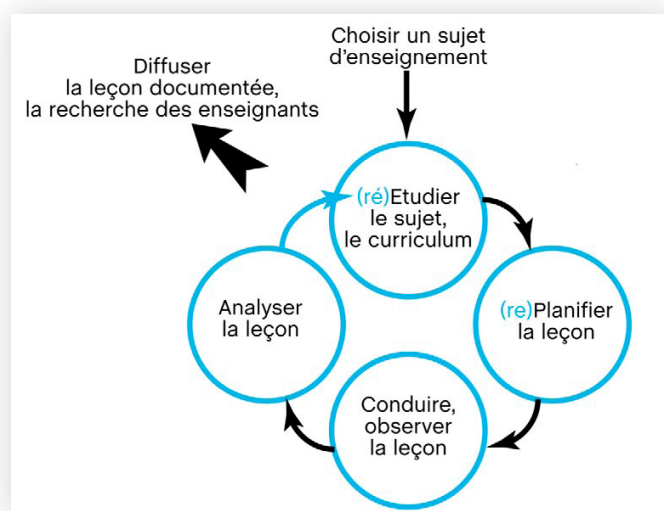 Choisir un sujet
d'enseignement
Diffuser
la leçon documentée,
la recherche des enseignants
(ré)Etudier
le sujet,
le curriculum
(re)Planifier
la leçon
Conduire,
observer
la leçon
Analyser
la leçon